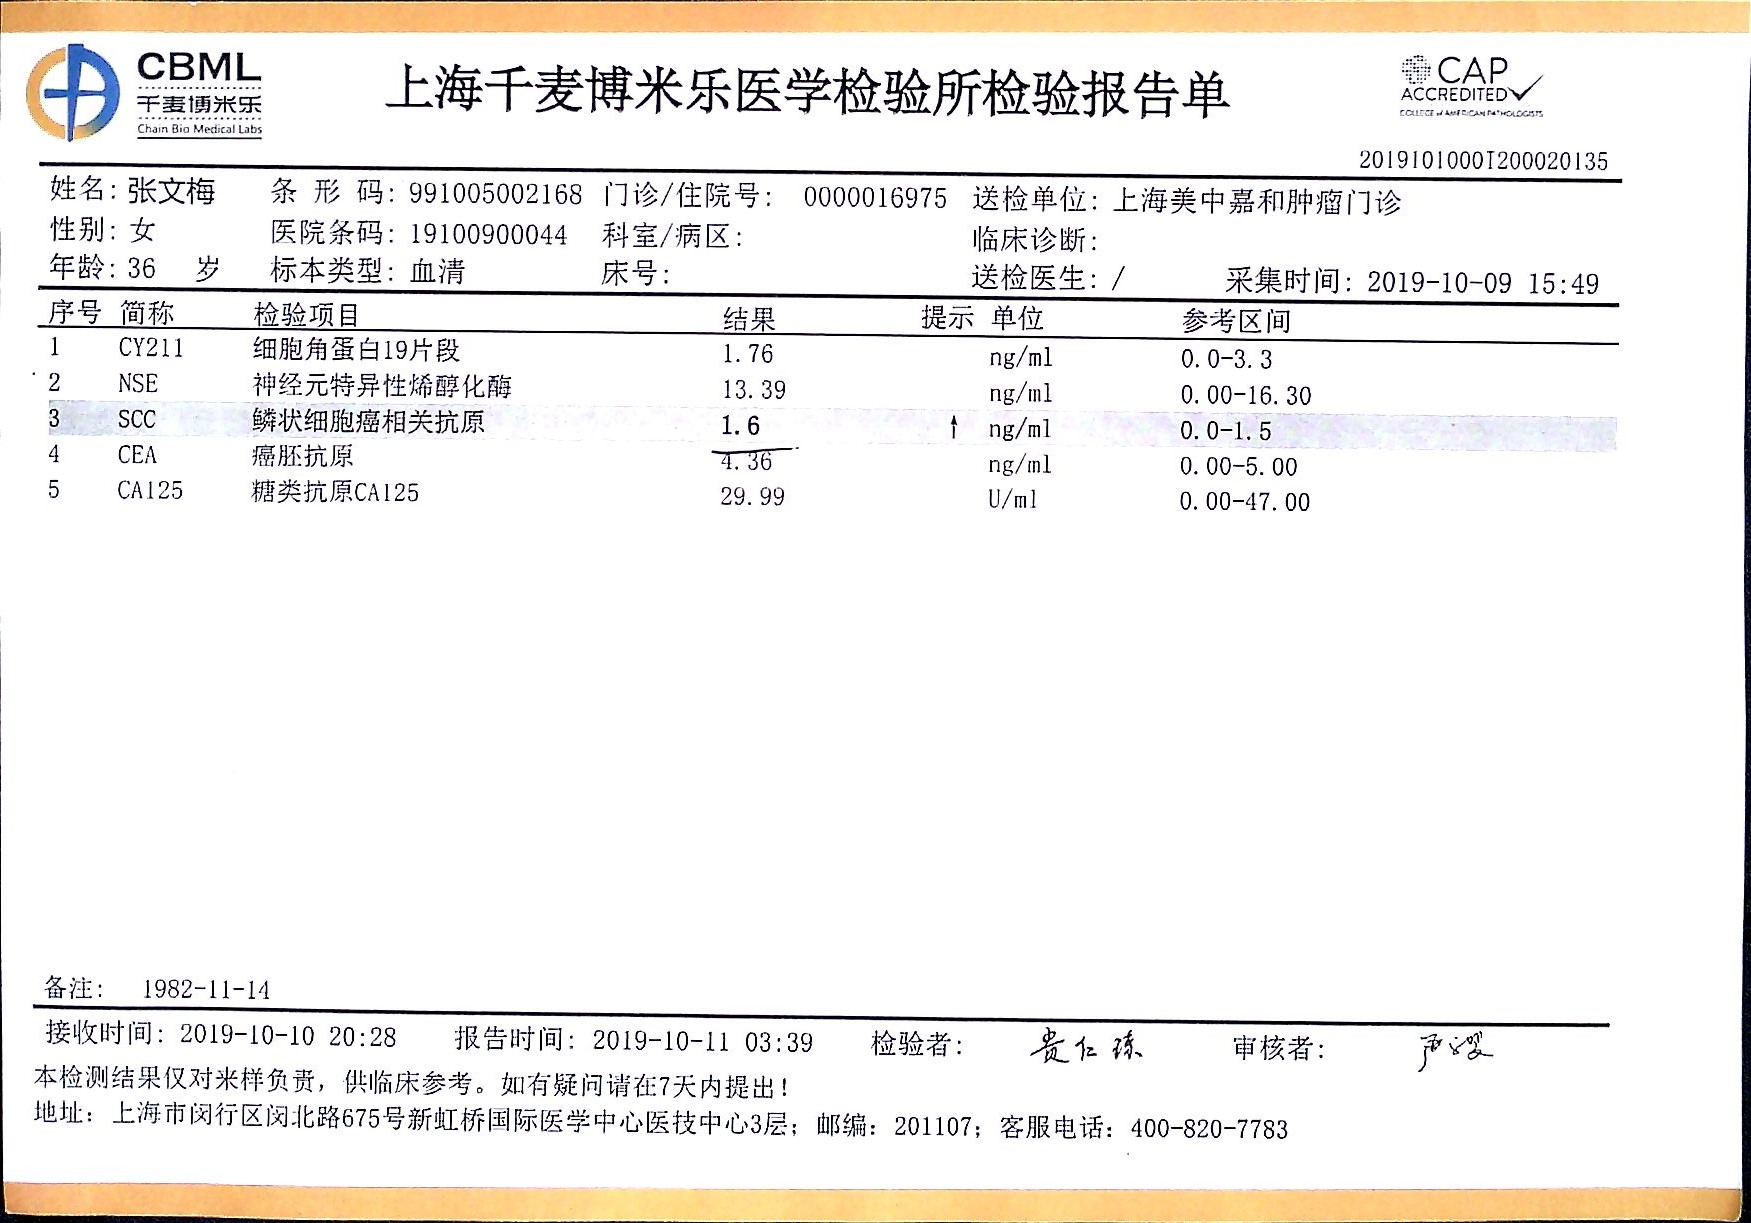 CBML
千麦博米乐
Chain Bio Medical Labs
上海千麦博米乐医学检验所检验报告单
CAP
ACCREDITED
COLLEGE of AMERICAN PATHOLOGISTS
2019101000T200020135
姓名: 张文梅 条 形 码: 991005002168 门诊/住院号: 0000016975 送检单位: 上海美中嘉和肿瘤门诊
性别: 女 医院条码: 19100900044 科室/病区: 临床诊断:
年龄: 36 岁 标本类型: 血清 床号: 送检医生: / 采集时间: 2019-10-09 15:49
序号 简称 检验项目 结果 提示 单位 参考区间
1 CY211 细胞角蛋白19片段 1.76 ng/ml 0.0-3.3
2 NSE 神经元特异性烯醇化酶 13.39 ng/ml 0.00-16.30
3 SCC 鳞状细胞癌相关抗原 1.6 ↑ ng/ml 0.0-1.5
4 CEA 癌胚抗原 4.36 ng/ml 0.00-5.00
5 CA125 糖类抗原CA125 29.99 U/ml 0.00-47.00
备注: 1982-11-14
接收时间: 2019-10-10 20:28 报告时间: 2019-10-11 03:39 检验者: 审核者:
本检测结果仅对来样负责，供临床参考。如有疑问请在7天内提出!
地址: 上海市闵行区闵北路675号新虹桥国际医学中心医技中心3层; 邮编: 201107; 客服电话: 400-820-7783